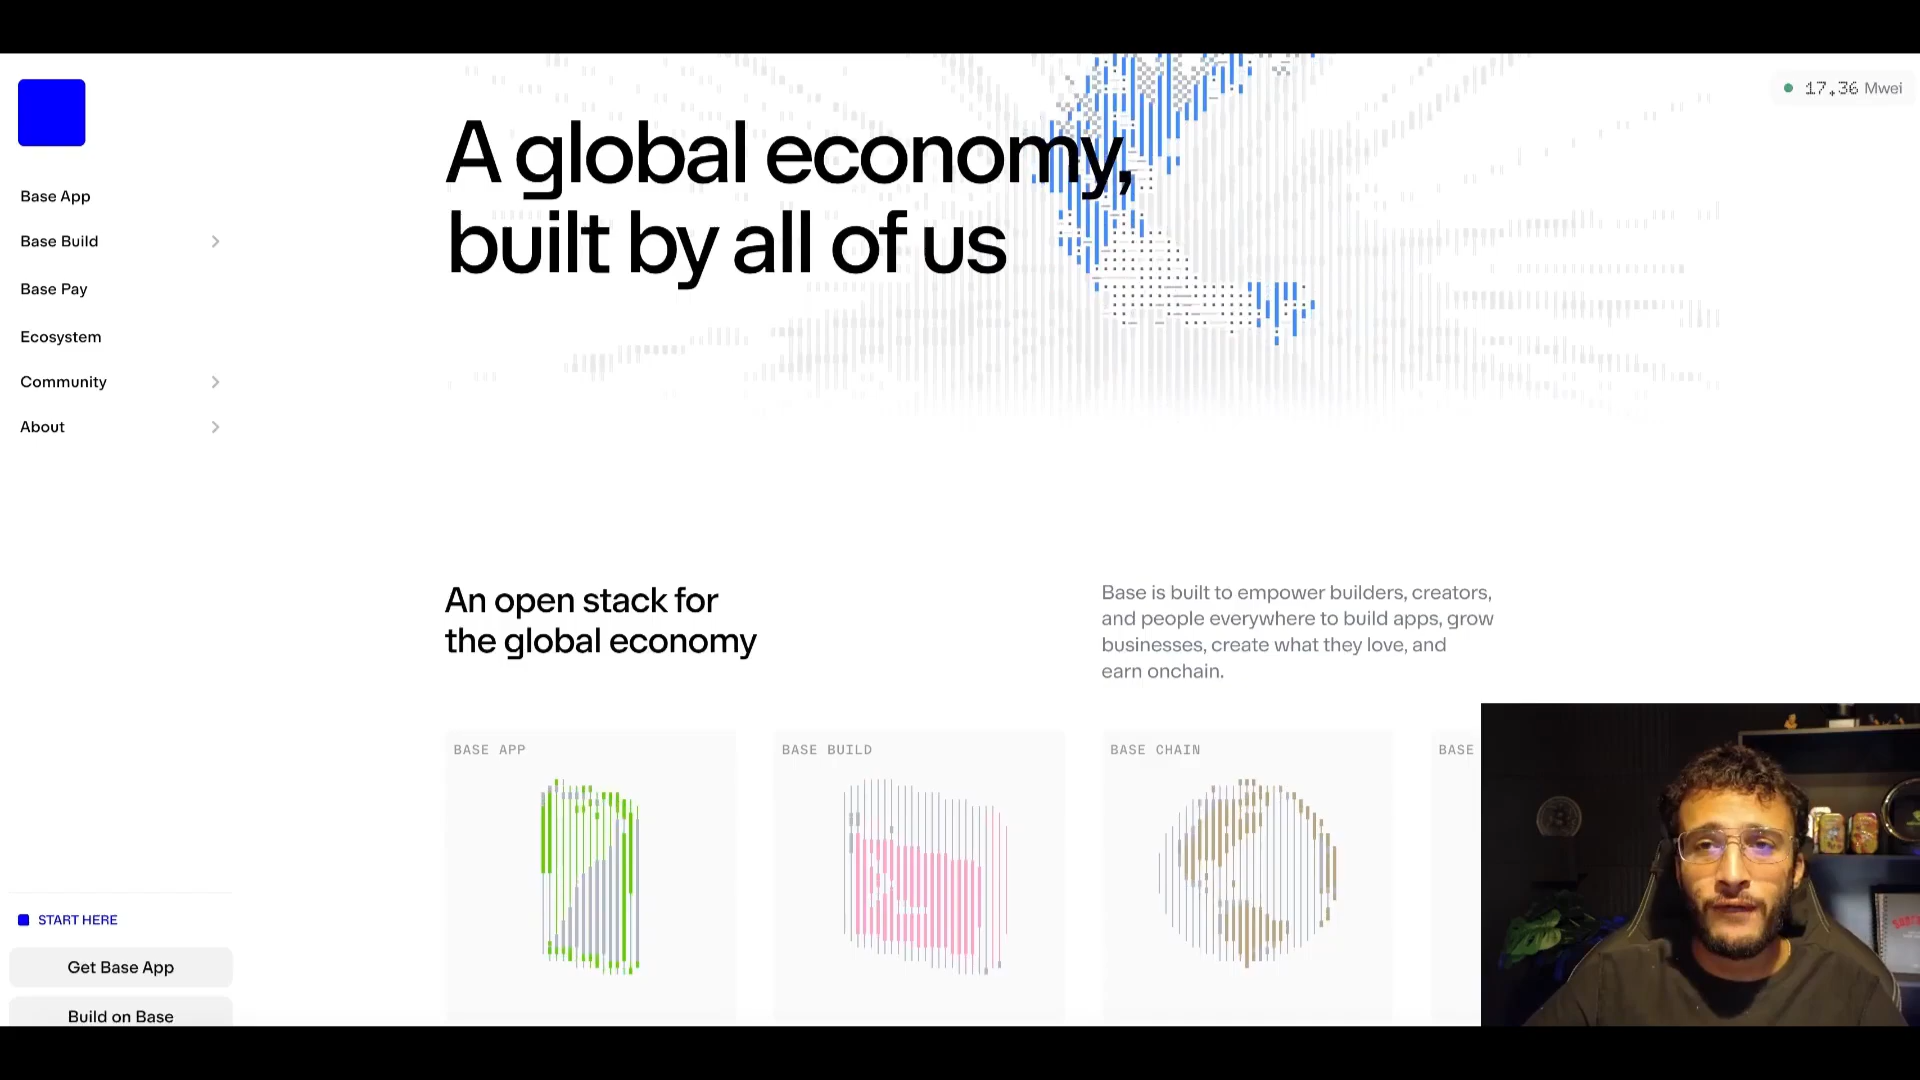 17.36 Mwei
A global economy,
built by all of us
Base App
Base Build
Base Pay
Ecosystem
Community
About
An open stack for
the global economy
Base is built to empower builders, creators,
and people everywhere to build apps, grow
businesses, create what they love, and
earn onchain.
BASE APP
BASE BUILD
BASE CHAIN
BASE
START HERE
Get Base App
Build on Base